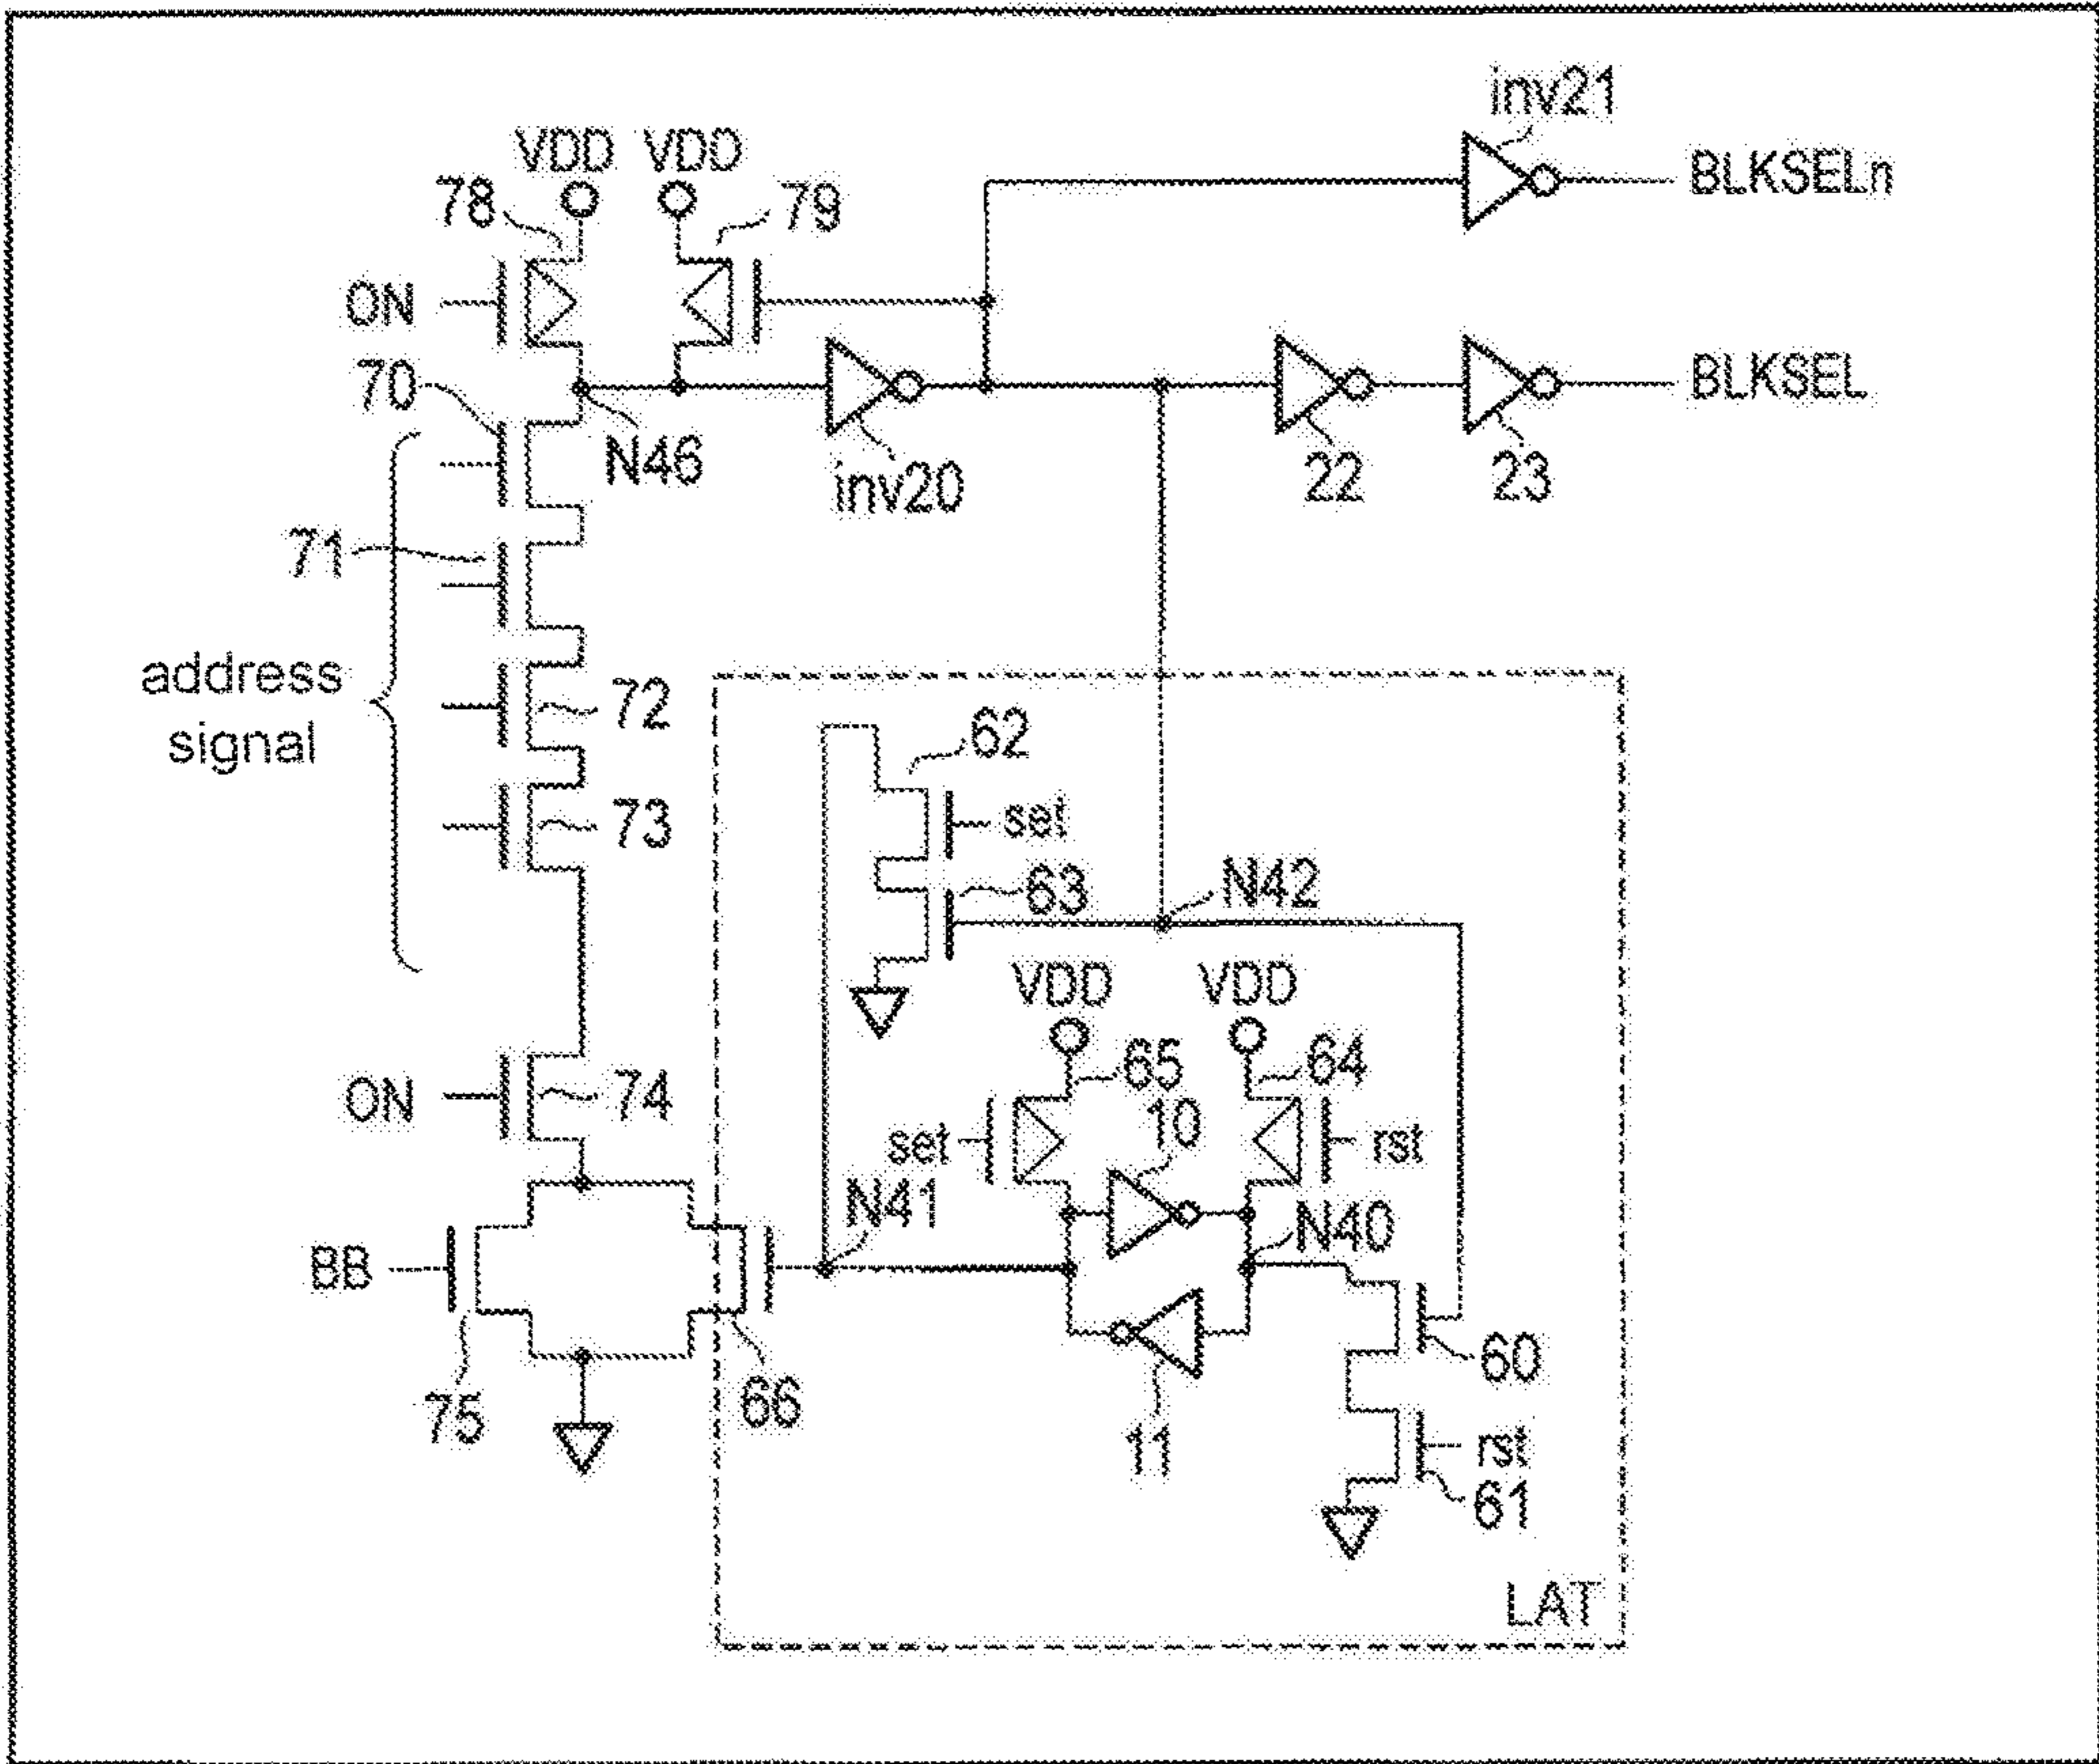 inv21
BLKSELn
VDD VDD
78
79
ON
70
BLKSEL
N46
inv20
22
23
71
address
signal
72
73
62
set
63
N42
VDD VDD
65
64
10
ON
74
set
rst
N41
N40
BB
60
75
66
11
rst
61
LAT